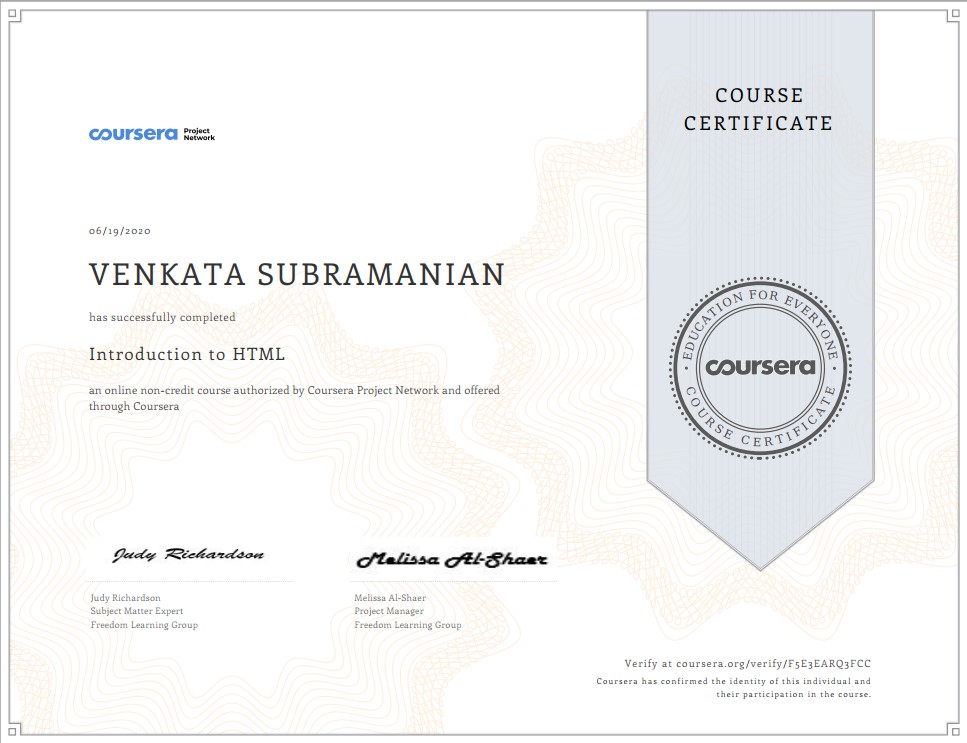 COURSE
CERTIFICATE
coursera Project
Network
06/19/2020
VENKATA SUBRAMANIAN
has successfully completed
Introduction to HTML
an online non-credit course authorized by Coursera Project Network and offered
through Coursera
EDUCATION FOR EVERYONE
coursera
COURSE CERTIFICATE
Judy Richardson
Judy Richardson
Subject Matter Expert
Freedom Learning Group
Melissa Al-Shaer
Melissa Al-Shaer
Project Manager
Freedom Learning Group
Verify at coursera.org/verify/F5E3EARQ3FCC
Coursera has confirmed the identity of this individual and
their participation in the course.